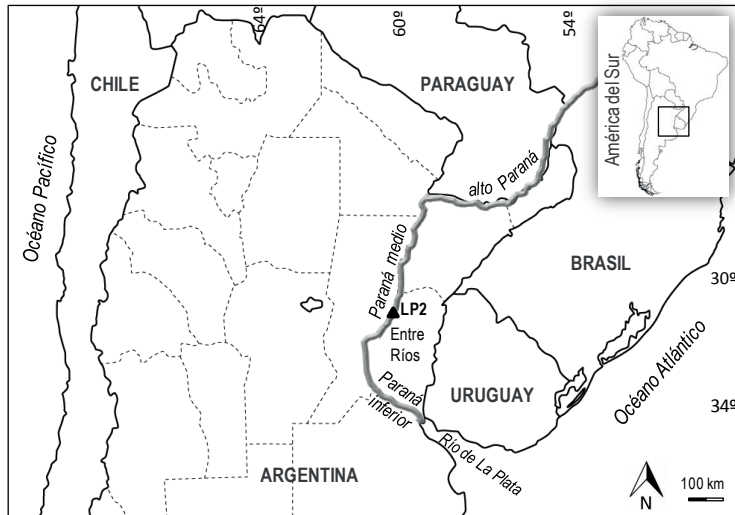 64º
60º
54º
CHILE
PARAGUAY
América del Sur
Océano Pacífico
alto Paraná
Paraná medio
BRASIL
30º
LP2
Entre
Ríos
Paraná
inferior
URUGUAY
Océano Atlántico
34º
Río de La Plata
ARGENTINA
N
100 km